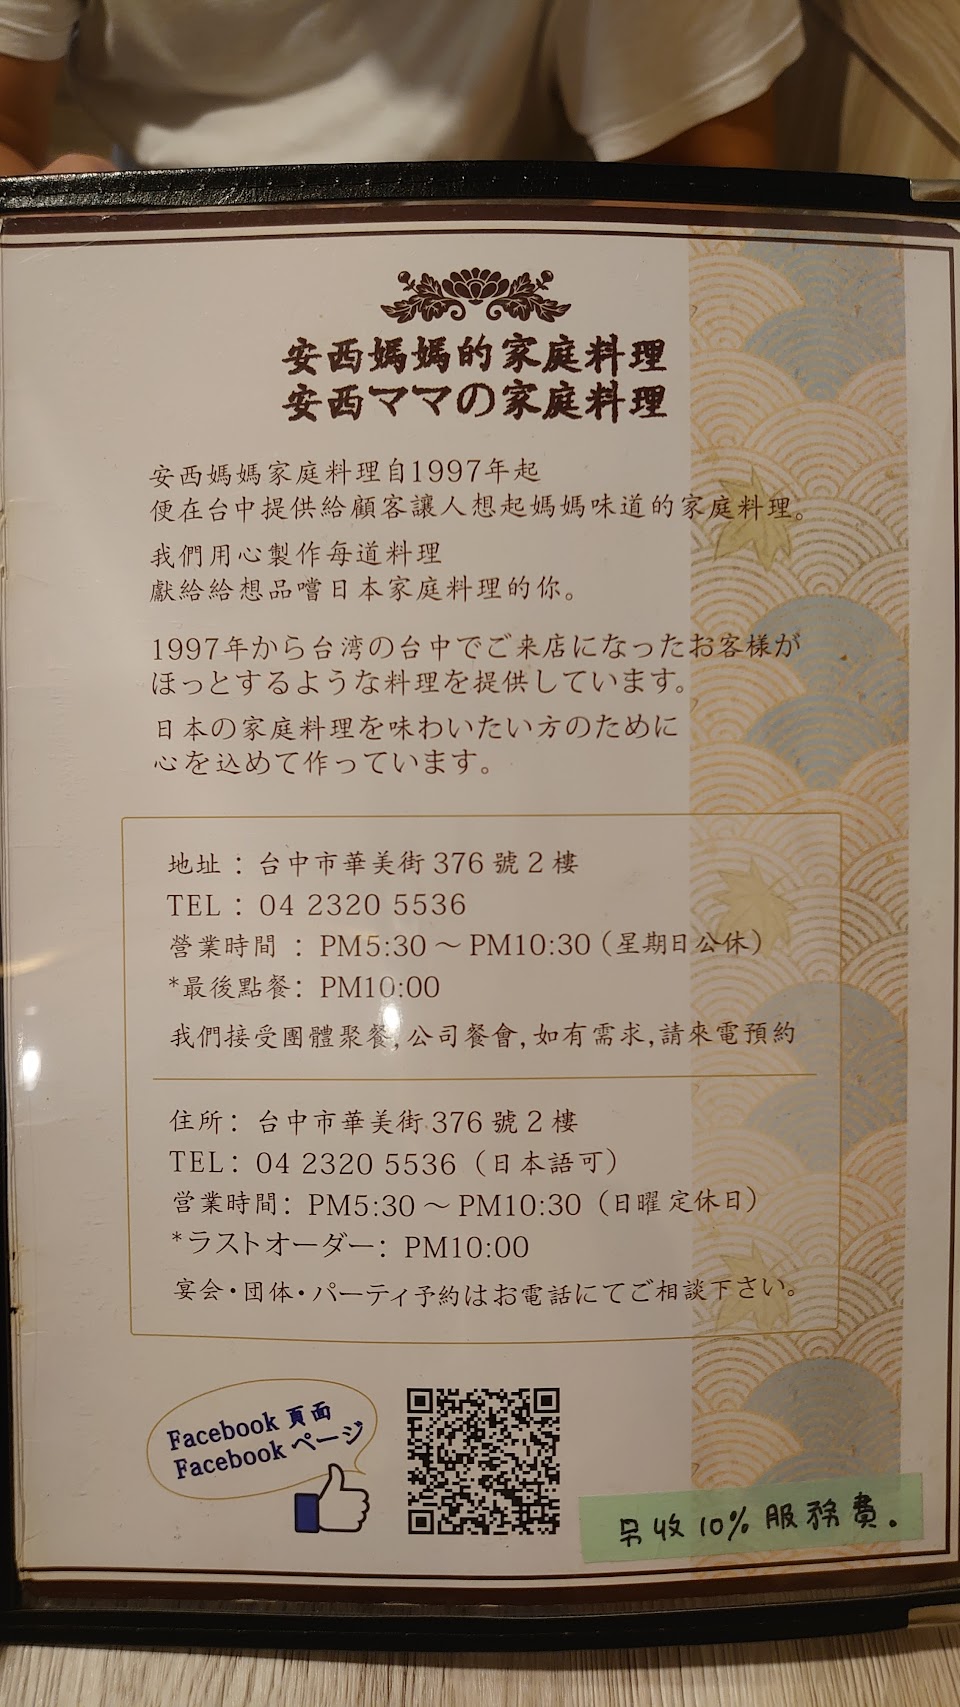 安西媽媽的家庭料理
安西ママの家庭料理
安西媽媽家庭料理自1997年起
便在台中提供給顧客讓人想起媽媽味道的家庭料理。
我們用心製作每道料理
獻給給想品嚐日本家庭料理的你。
1997年から台湾の台中でご来店になったお客様が
ほっとするような料理を提供しています。
日本の家庭料理を味わいたい方のために
心を込めて作っています。
地址 : 台中市華美街 376 號 2 樓
TEL : 04 2320 5536
營業時間 : PM5:30 ～ PM10:30 (星期日公休)
*最後點餐: PM10:00
我們接受團體聚餐,公司餐會,如有需求,請來電預約
住所: 台中市華美街 376 號 2 樓
TEL: 04 2320 5536 (日本語可)
営業時間: PM5:30 ～ PM10:30 (日曜定休日)
*ラストオーダー: PM10:00
宴会・団体・パーティ予約はお電話にてご相談下さい。
Facebook 頁面
Facebook ページ
另收10% 服務費。